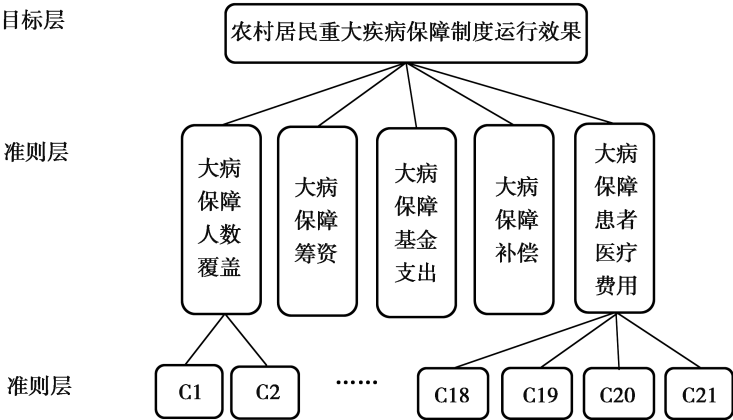 目标层
农村居民重大疾病保障制度运行效果
准则层
大病
保障
人数
覆盖
大病
保障
筹资
大病
保障
基金
支出
大病
保障
补偿
大病
保障
患者
医疗
费用
准则层
C1
C2
……
C18
C19
C20
C21